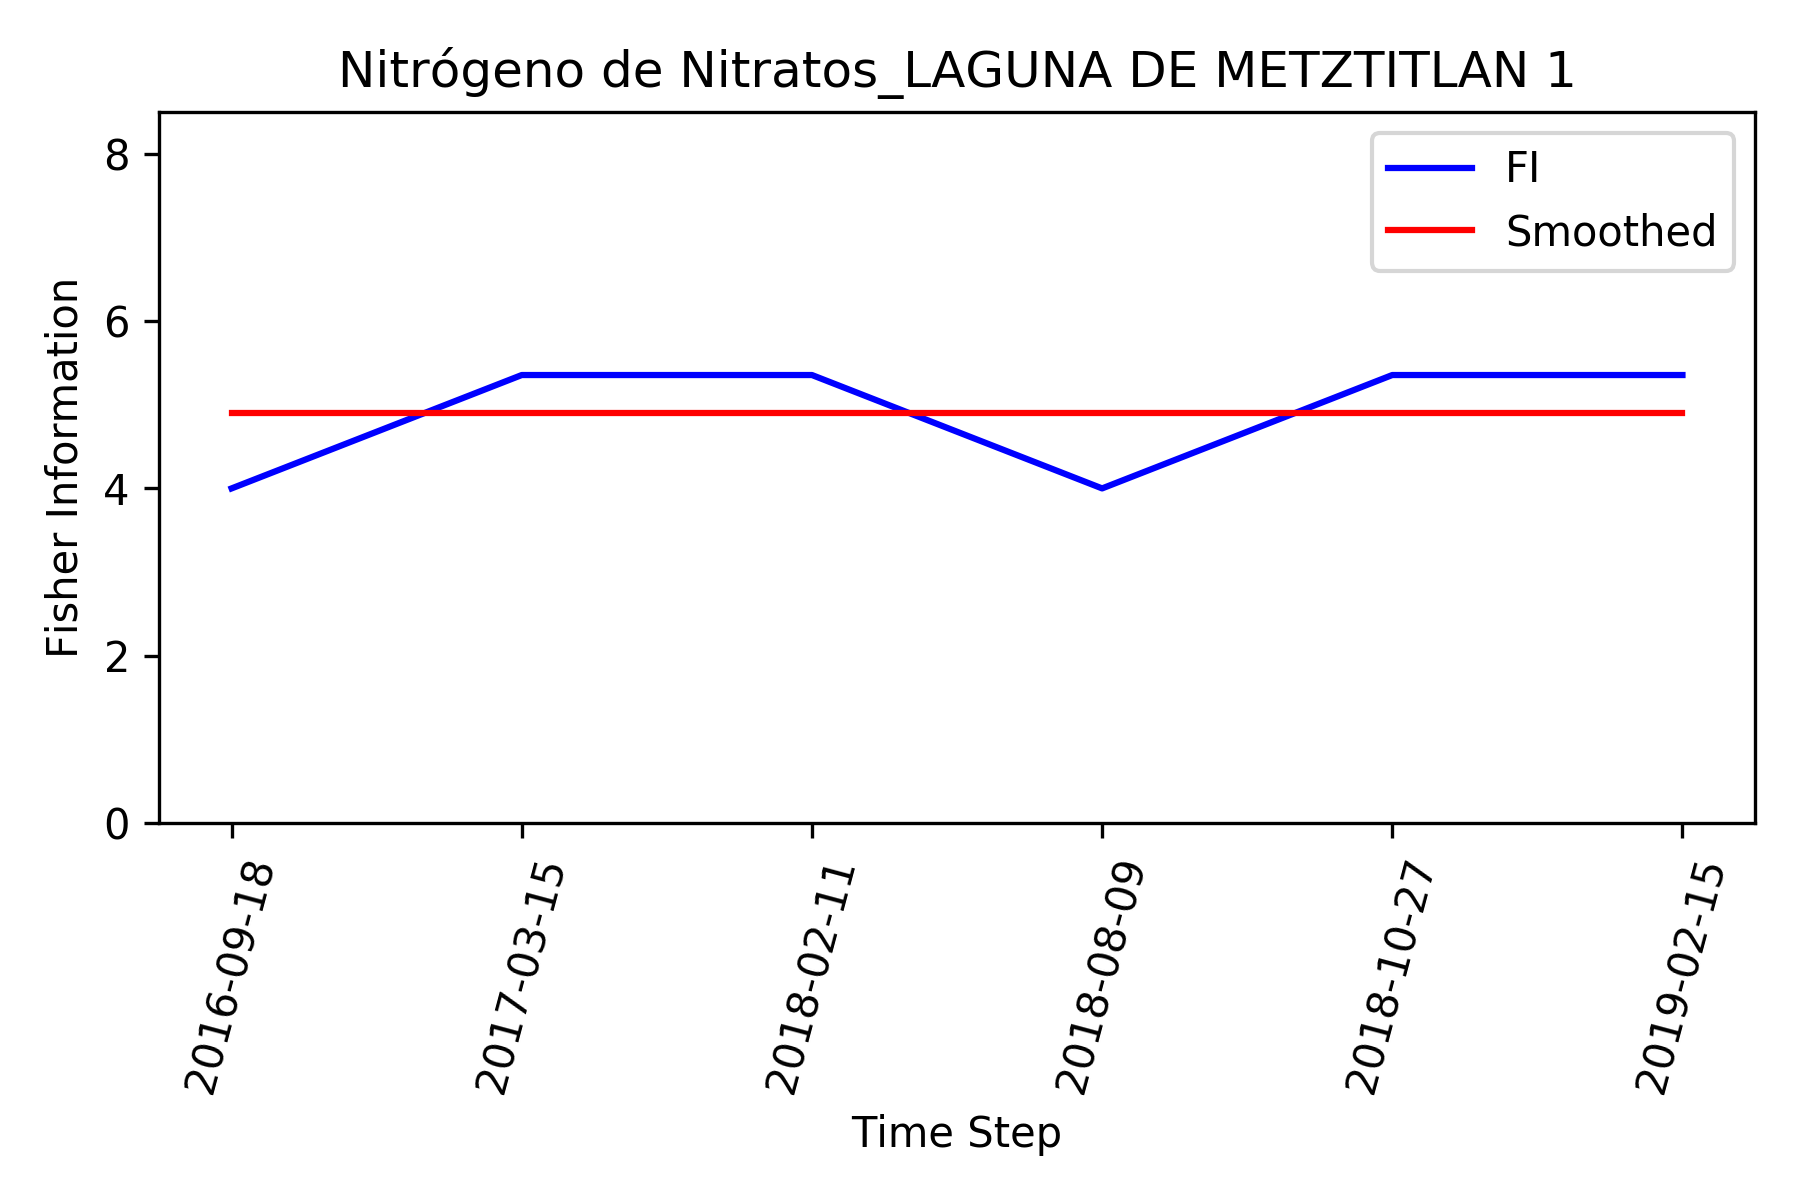 Nitrógeno de Nitratos_LAGUNA DE METZTITLAN 1
FI
Smoothed
Fisher Information
8
6
4
2
0
2016-09-18
2017-03-15
2018-02-11
2018-08-09
2018-10-27
2019-02-15
Time Step